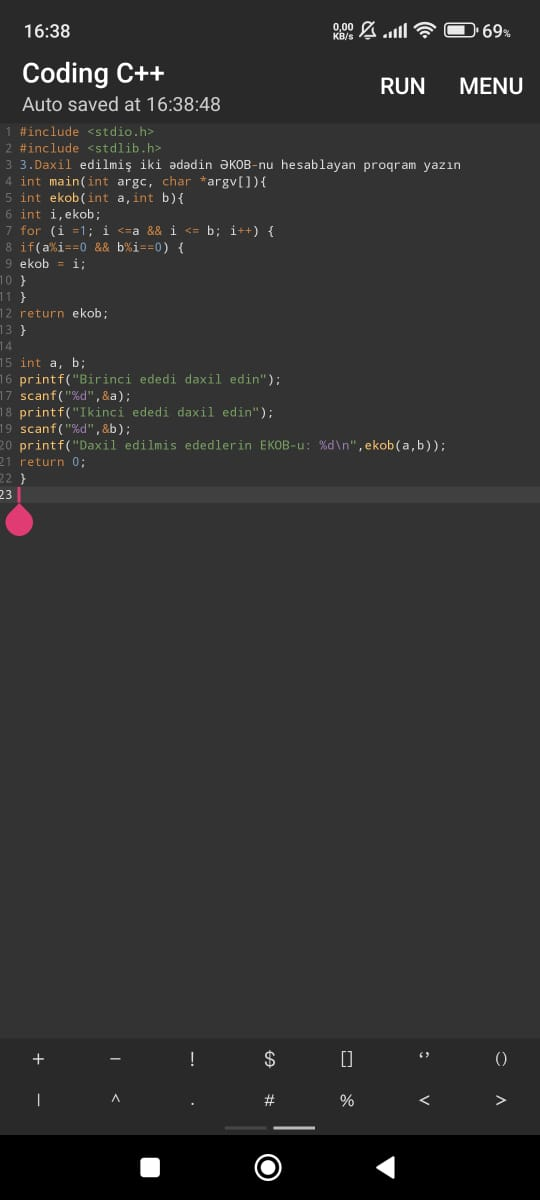 16:38
0,00 KB/s 69%
Coding C++
RUN MENU
Auto saved at 16:38:48
1 #include <stdio.h>
2 #include <stdlib.h>
3 3.Daxil edilmiş iki ədədin ƏKOB-nu hesablayan proqram yazın
4 int main(int argc, char *argv[]){
5 int ekob(int a,int b){
6 int i,ekob;
7 for (i =1; i <=a && i <= b; i++) {
8 if(a%i==0 && b%i==0) {
9 ekob = i;
10 }
11 }
12 return ekob;
13 }
14
15 int a, b;
16 printf("Birinci ededi daxil edin");
17 scanf("%d",&a);
18 printf("Ikinci ededi daxil edin");
19 scanf("%d",&b);
20 printf("Daxil edilmis ededlerin EKOB-u: %d\n",ekob(a,b));
21 return 0;
22 }
23
+ − ! $ [] ‘’ ()
| ^ . # % < >